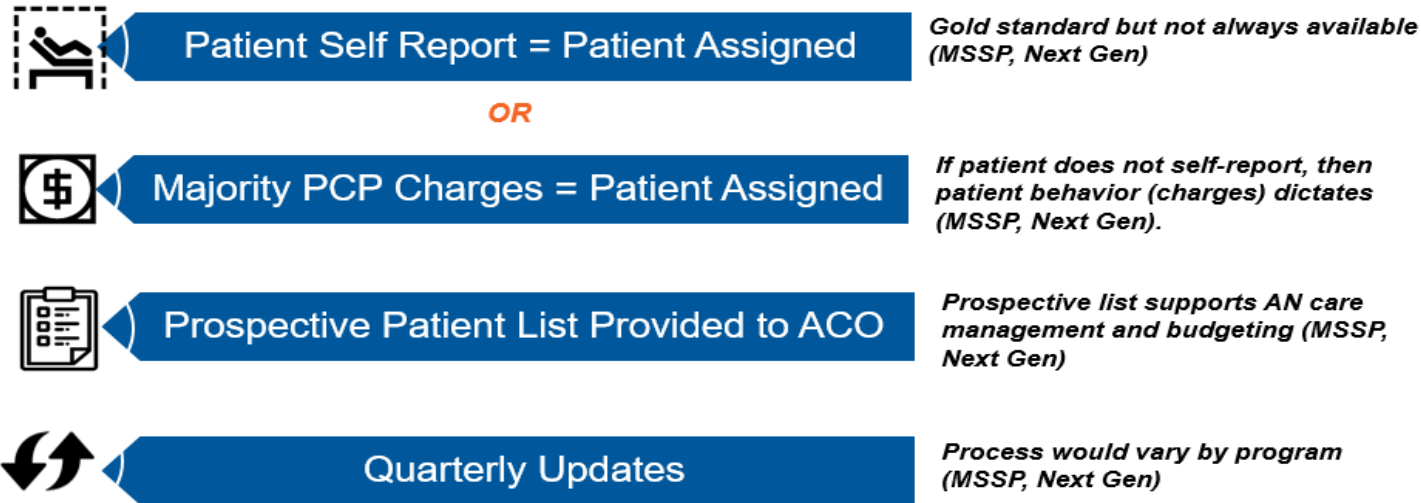 Patient Self Report = Patient Assigned
Gold standard but not always available
(MSSP, Next Gen)
OR
Majority PCP Charges = Patient Assigned
If patient does not self-report, then
patient behavior (charges) dictates
(MSSP, Next Gen).
Prospective Patient List Provided to ACO
Prospective list supports AN care
management and budgeting (MSSP,
Next Gen)
Quarterly Updates
Process would vary by program
(MSSP, Next Gen)